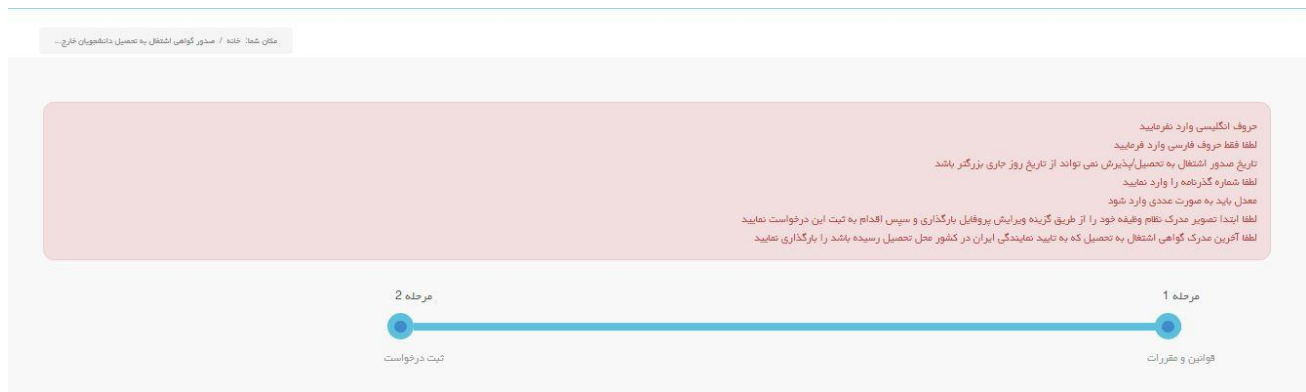 مکان شما: خانه / صدور گواهی اشتغال به تحصیل دانشجویان خارج...
حروف انگلیسی وارد نفرمایید
لطفا فقط حروف فارسی وارد فرمایید
تاریخ صدور اشتغال به تحصیل/پذیرش نمی تواند از تاریخ روز جاری بزرگتر باشد
لطفا شماره گذرنامه را وارد نمایید
معدل باید به صورت عددی وارد شود
لطفا ابتدا تصویر مدرک نظام وظیفه خود را از طریق گزینه ویرایش پروفایل بارگذاری و سپس اقدام به ثبت این درخواست نمایید
لطفا آخرین مدرک گواهی اشتغال به تحصیل که به تایید نمایندگی ایران در کشور محل تحصیل رسیده باشد را بارگذاری نمایید
مرحله 1
مرحله 2
قوانین و مقررات
ثبت درخواست